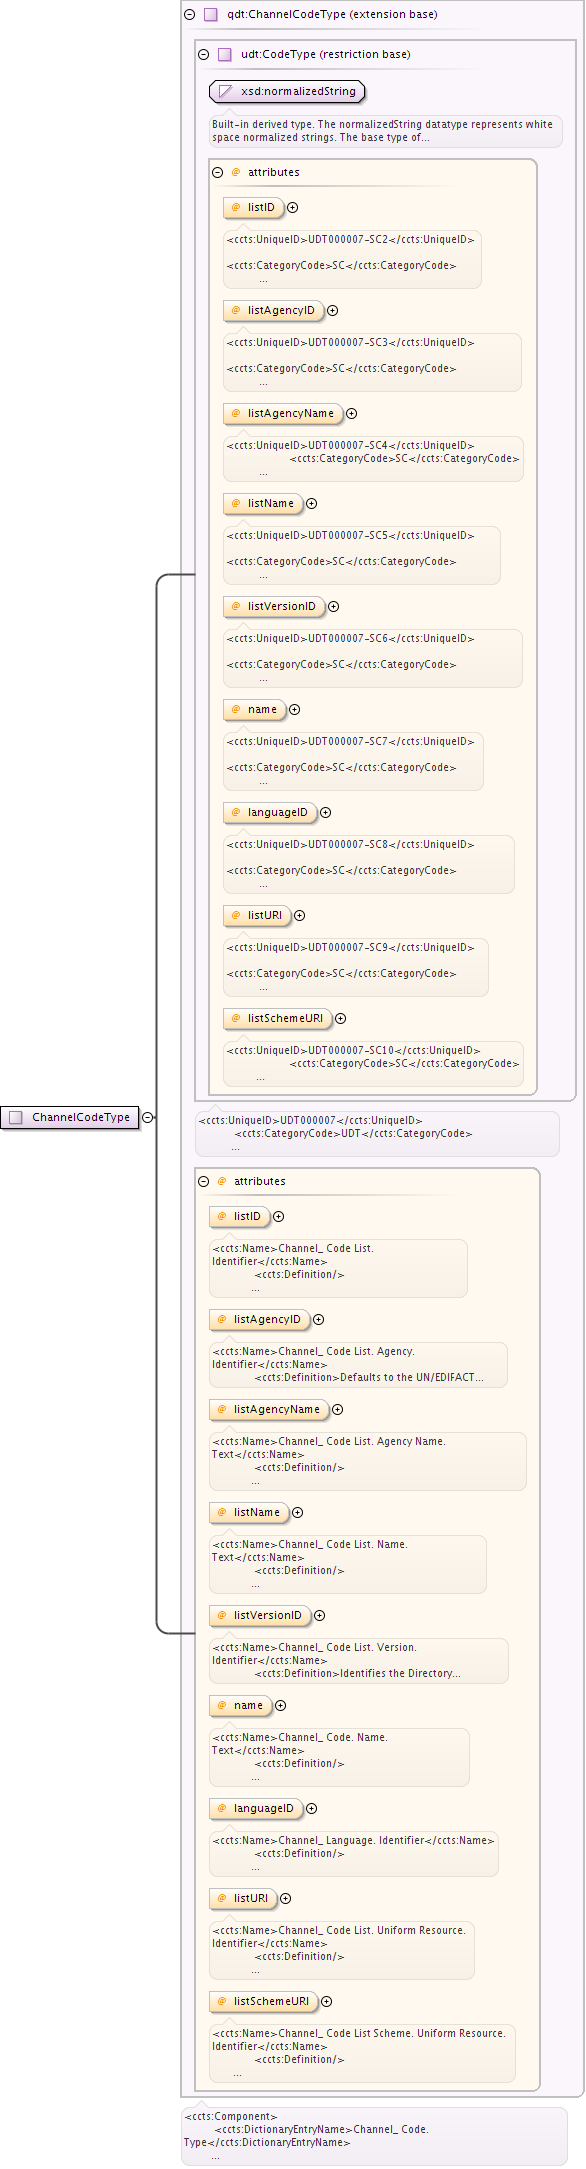 qdt:ChannelCodeType (extension base)
udt:CodeType (restriction base)
xsd:normalizedString
Built-in derived type. The normalizedString datatype represents white
space normalized strings. The base type of...
@ attributes
@ listID
<ccts:UniqueID>UDT000007-SC2</ccts:UniqueID>
<ccts:CategoryCode>SC</ccts:CategoryCode>
...
@ listAgencyID
<ccts:UniqueID>UDT000007-SC3</ccts:UniqueID>
<ccts:CategoryCode>SC</ccts:CategoryCode>
...
@ listAgencyName
<ccts:UniqueID>UDT000007-SC4</ccts:UniqueID>
<ccts:CategoryCode>SC</ccts:CategoryCode>
...
@ listName
<ccts:UniqueID>UDT000007-SC5</ccts:UniqueID>
<ccts:CategoryCode>SC</ccts:CategoryCode>
...
@ listVersionID
<ccts:UniqueID>UDT000007-SC6</ccts:UniqueID>
<ccts:CategoryCode>SC</ccts:CategoryCode>
...
@ name
<ccts:UniqueID>UDT000007-SC7</ccts:UniqueID>
<ccts:CategoryCode>SC</ccts:CategoryCode>
...
@ languageID
<ccts:UniqueID>UDT000007-SC8</ccts:UniqueID>
<ccts:CategoryCode>SC</ccts:CategoryCode>
...
@ listURI
<ccts:UniqueID>UDT000007-SC9</ccts:UniqueID>
<ccts:CategoryCode>SC</ccts:CategoryCode>
...
@ listSchemeURI
<ccts:UniqueID>UDT000007-SC10</ccts:UniqueID>
<ccts:CategoryCode>SC</ccts:CategoryCode>
...
ChannelCodeType
<ccts:UniqueID>UDT000007</ccts:UniqueID>
<ccts:CategoryCode>UDT</ccts:CategoryCode>
...
@ attributes
@ listID
<ccts:Name>Channel_ Code List.
Identifier</ccts:Name>
<ccts:Definition/>
...
@ listAgencyID
<ccts:Name>Channel_ Code List. Agency.
Identifier</ccts:Name>
<ccts:Definition>Defaults to the UN/EDIFACT...
@ listAgencyName
<ccts:Name>Channel_ Code List. Agency Name.
Text</ccts:Name>
<ccts:Definition/>
...
@ listName
<ccts:Name>Channel_ Code List. Name.
Text</ccts:Name>
<ccts:Definition/>
...
@ listVersionID
<ccts:Name>Channel_ Code List. Version.
Identifier</ccts:Name>
<ccts:Definition>Identifies the Directory...
@ name
<ccts:Name>Channel_ Code. Name.
Text</ccts:Name>
<ccts:Definition/>
...
@ languageID
<ccts:Name>Channel_ Language. Identifier</ccts:Name>
<ccts:Definition/>
...
@ listURI
<ccts:Name>Channel_ Code List. Uniform Resource.
Identifier</ccts:Name>
<ccts:Definition/>
...
@ listSchemeURI
<ccts:Name>Channel_ Code List Scheme. Uniform Resource.
Identifier</ccts:Name>
<ccts:Definition/>
...
<ccts:Component>
<ccts:DictionaryEntryName>Channel_ Code.
Type</ccts:DictionaryEntryName>
...